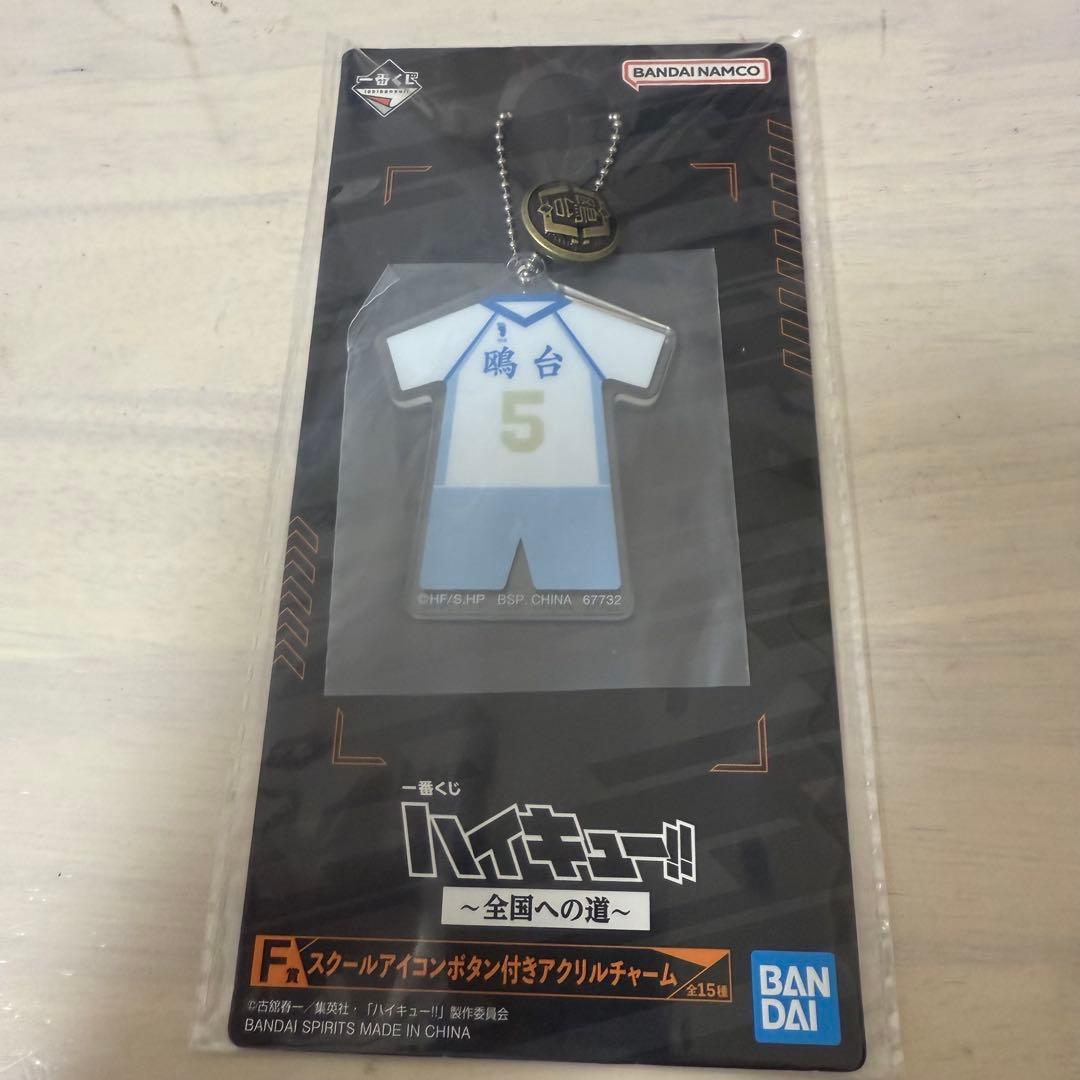 一番くじ
ichibankuji
BANDAI NAMCO
鴎台
5
©HF/S,HP BSP, CHINA 67732
一番くじ
ハイキュー!!
～全国への道～
F賞 スクールアイコンボタン付きアクリルチャーム 全15種
©古舘春一／集英社・「ハイキュー!!」製作委員会
BANDAI SPIRITS MADE IN CHINA
BAN
DAI